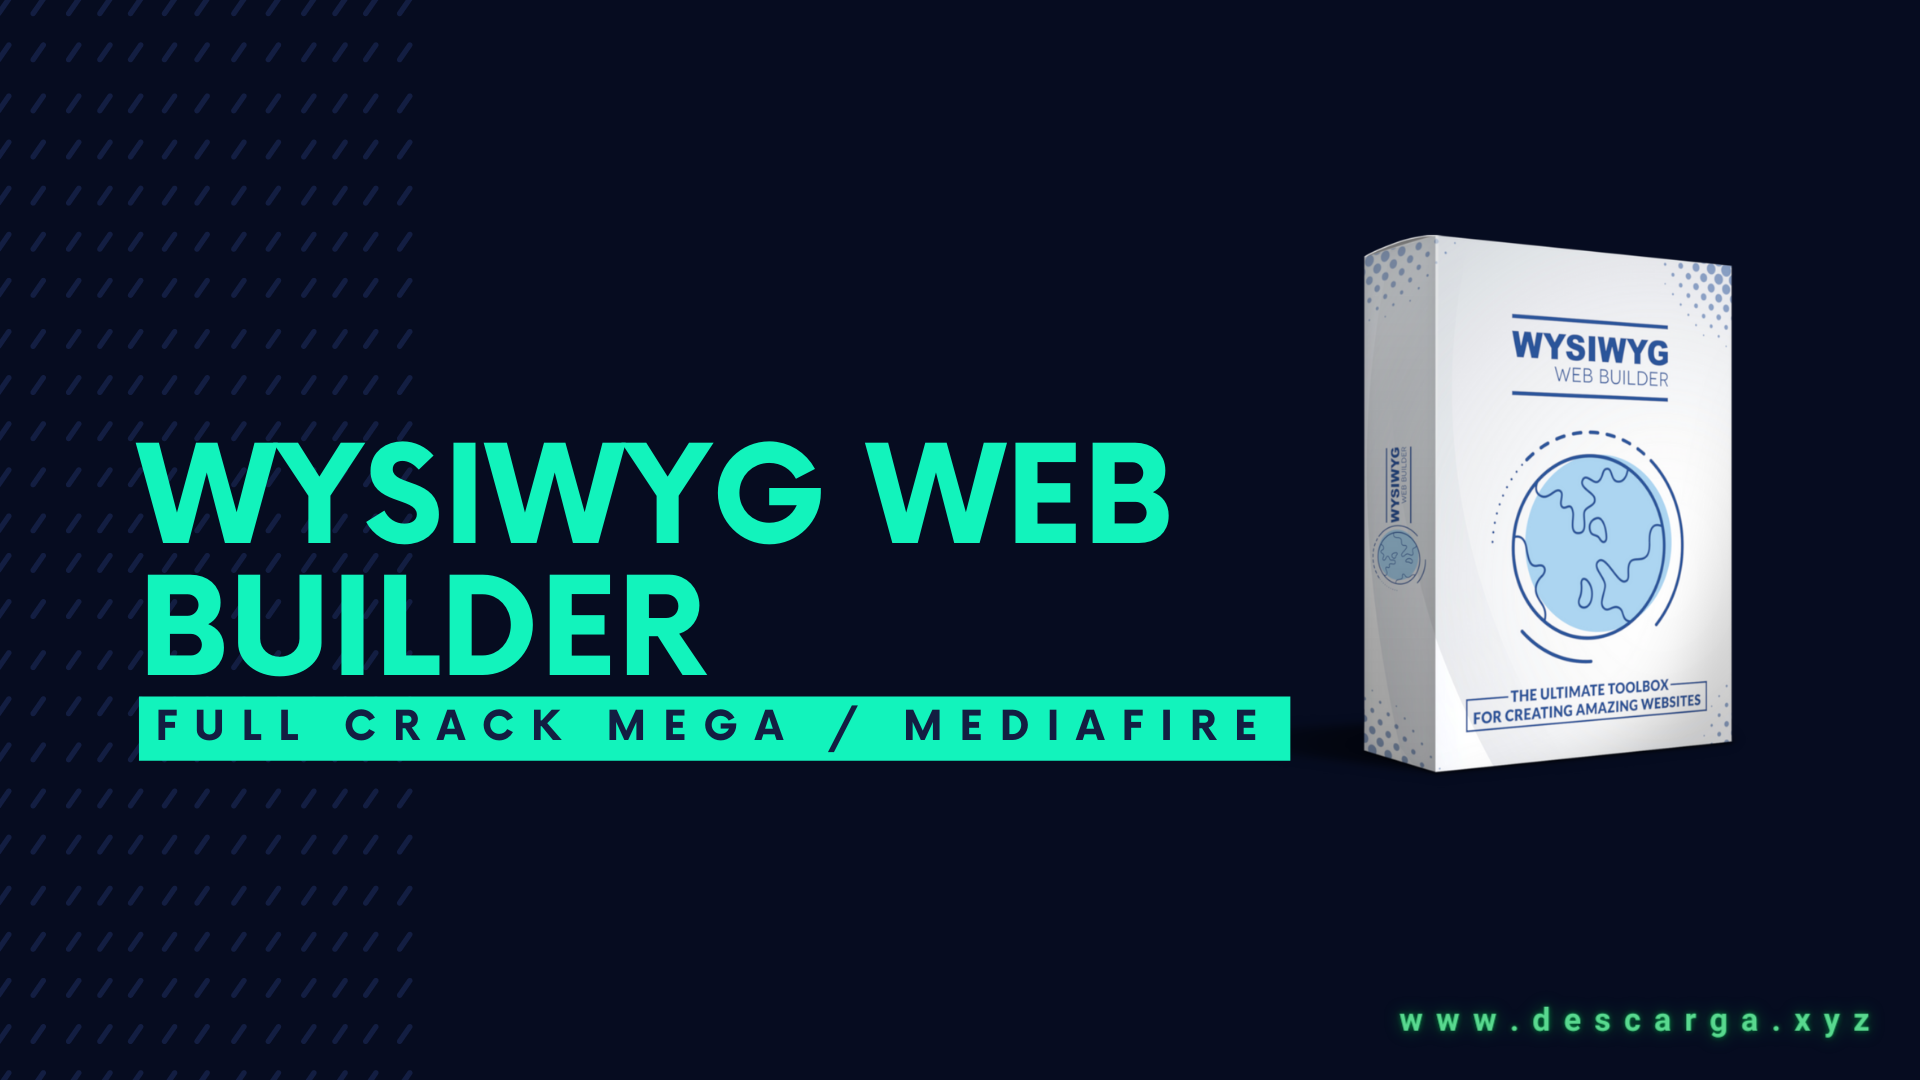 WYSIWYG WEB
BUILDER
FULL CRACK MEGA / MEDIAFIRE
WYSIWYG
WEB BUILDER
WYSIWYG
WEB BUILDER
THE ULTIMATE TOOLBOX
FOR CREATING AMAZING WEBSITES
www.descarga.xyz